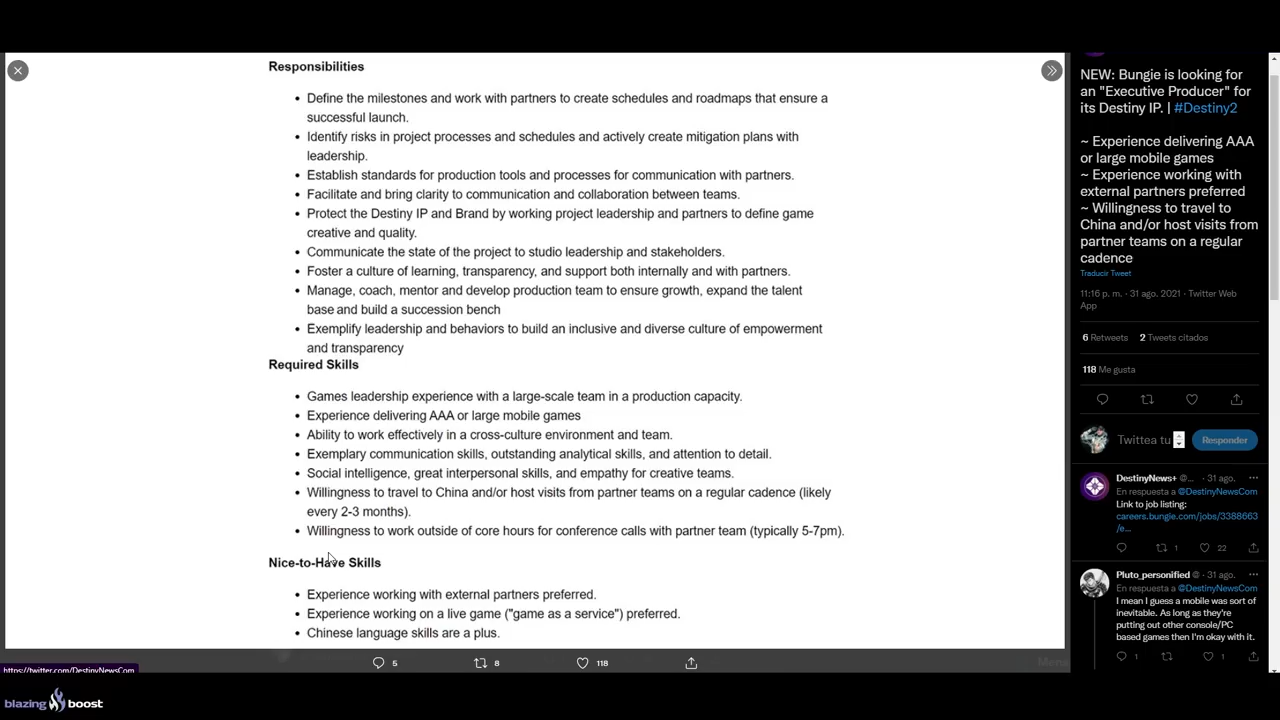 Responsibilities
Define the milestones and work with partners to create schedules and roadmaps that ensure a
successful launch.
Identify risks in project processes and schedules and actively create mitigation plans with
leadership.
Establish standards for production tools and processes for communication with partners.
Facilitate and bring clarity to communication and collaboration between teams.
Protect the Destiny IP and Brand by working project leadership and partners to define game
creative and quality.
Communicate the state of the project to studio leadership and stakeholders.
Foster a culture of learning, transparency, and support both internally and with partners.
Manage, coach, mentor and develop production team to ensure growth, expand the talent
base and build a succession bench
Exemplify leadership and behaviors to build an inclusive and diverse culture of empowerment
and transparency
Required Skills
Games leadership experience with a large-scale team in a production capacity.
Experience delivering AAA or large mobile games
Ability to work effectively in a cross-culture environment and team.
Exemplary communication skills, outstanding analytical skills, and attention to detail.
Social intelligence, great interpersonal skills, and empathy for creative teams.
Willingness to travel to China and/or host visits from partner teams on a regular cadence (likely
every 2-3 months).
Willingness to work outside of core hours for conference calls with partner team (typically 5-7pm).
Nice-to-Have Skills
Experience working with external partners preferred.
Experience working on a live game ("game as a service") preferred.
Chinese language skills are a plus.
5 8 118
https://twitter.com/DestinyNewsCom
blazing boost
NEW: Bungie is looking for
an "Executive Producer" for
its Destiny IP. | #Destiny2
~ Experience delivering AAA
or large mobile games
~ Experience working with
external partners preferred
~ Willingness to travel to
China and/or host visits from
partner teams on a regular
cadence
Traducir Tweet
11:16 p. m. · 31 ago. 2021 · Twitter Web
App
6 Retweets 2 Tweets citados
118 Me gusta
Twittea tu
Responder
DestinyNews+ @... · 31 ago.
En respuesta a @DestinyNewsCom
Link to job listing:
careers.bungie.com/jobs/3388663
/e...
1 22
Pluto_personified @ · 31 ago.
En respuesta a @DestinyNewsCom
I mean I guess a mobile was sort of
inevitable. As long as they're
putting out other console/PC
based games then I'm okay with it.
1 1